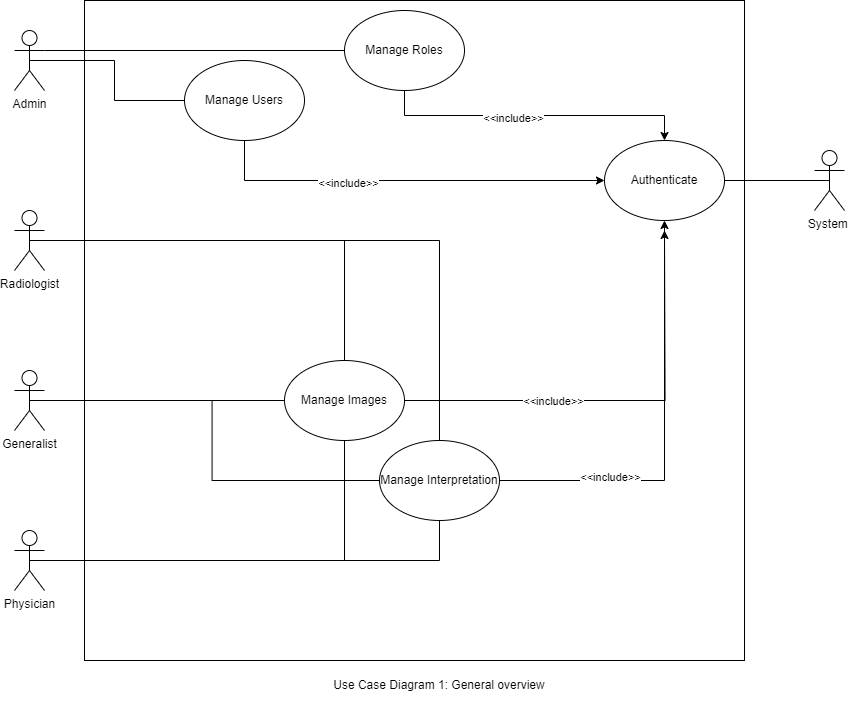 Manage Roles
Admin
Manage Users
<<include>>
<<include>>
Authenticate
System
Radiologist
Manage Images
<<include>>
Generalist
Manage Interpretation
<<include>>
Physician
Use Case Diagram 1: General overview